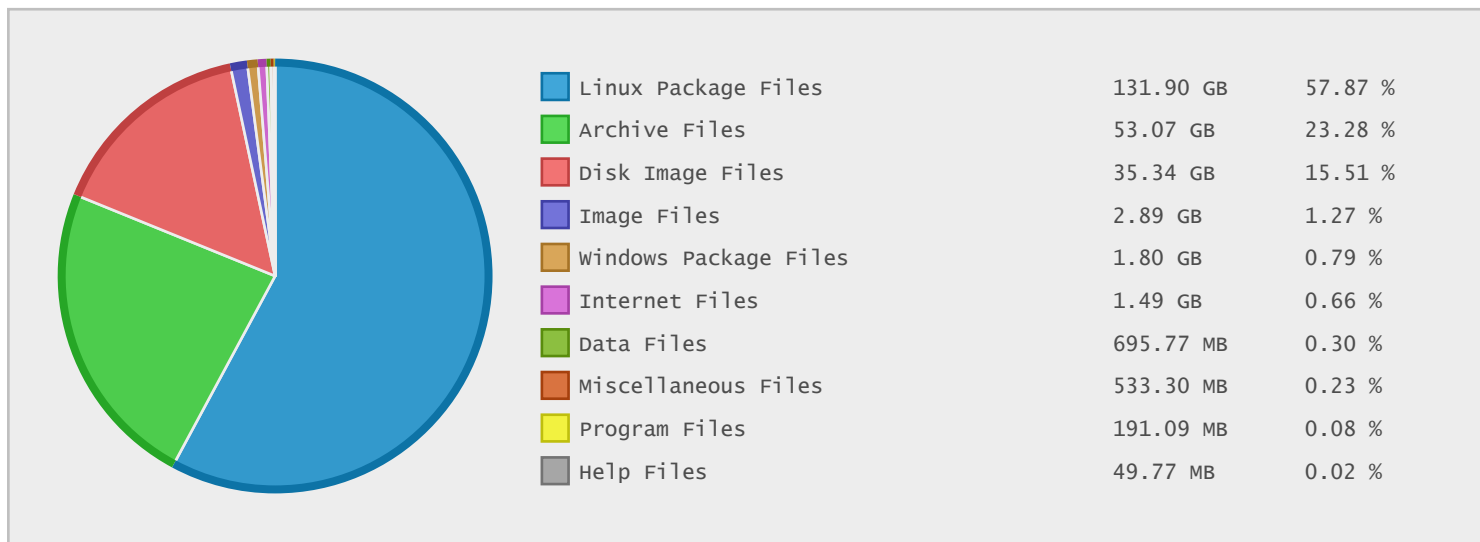 Linux Package Files 131.90 GB 57.87 %
Archive Files 53.07 GB 23.28 %
Disk Image Files 35.34 GB 15.51 %
Image Files 2.89 GB 1.27 %
Windows Package Files 1.80 GB 0.79 %
Internet Files 1.49 GB 0.66 %
Data Files 695.77 MB 0.30 %
Miscellaneous Files 533.30 MB 0.23 %
Program Files 191.09 MB 0.08 %
Help Files 49.77 MB 0.02 %